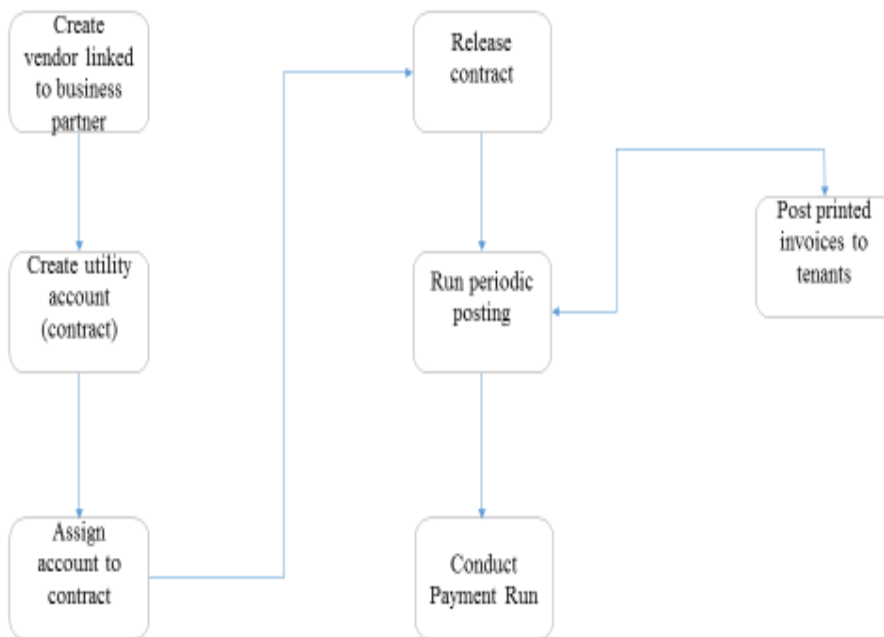 Create
vendor linked
to business
partner
Create utility
account
(contract)
Assign
account to
contract
Release
contract
Run periodic
posting
Conduct
Payment Run
Post printed
invoices to
tenants